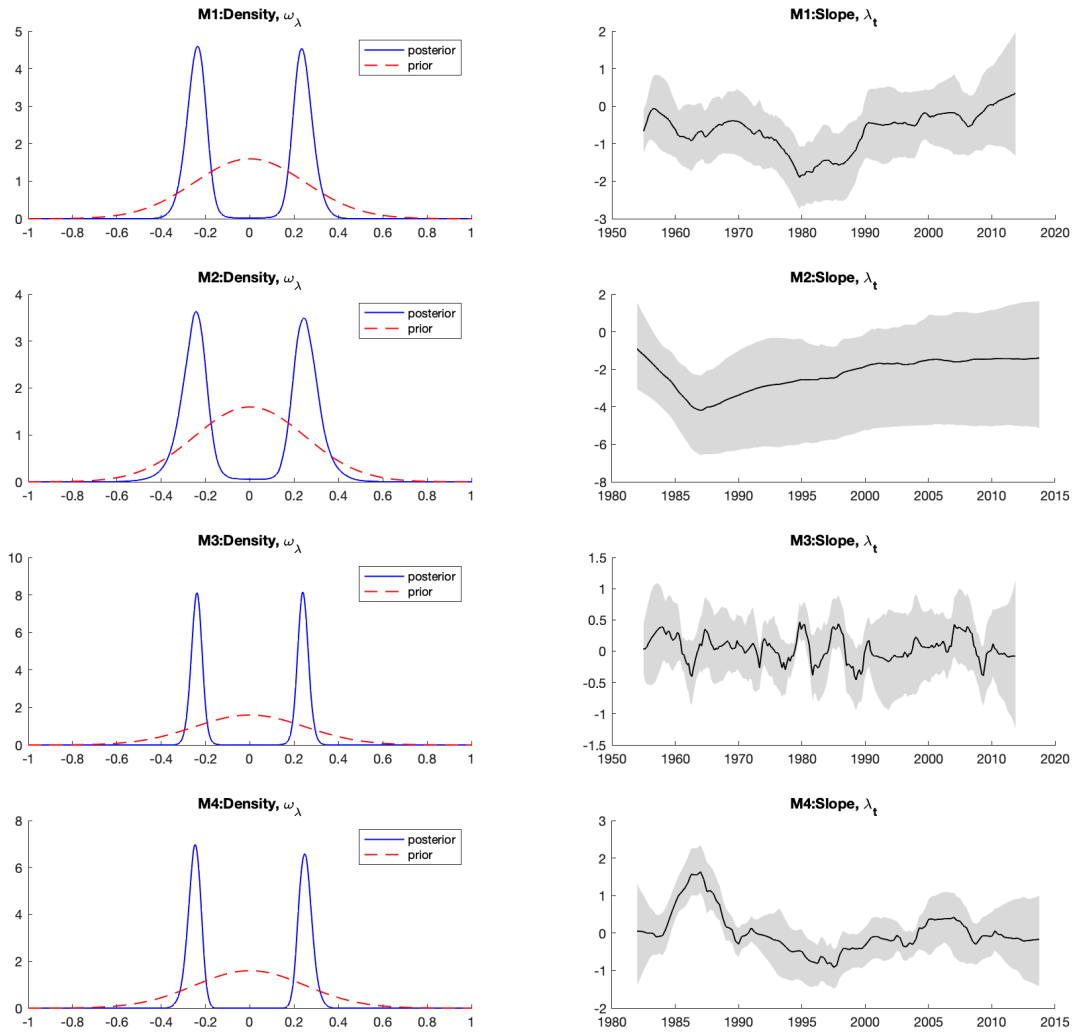 M1:Density, ω_λ
5
4
3
2
1
0
posterior
prior
-1 -0.8 -0.6 -0.4 -0.2 0 0.2 0.4 0.6 0.8 1
M1:Slope, λ_t
2
1
0
-1
-2
-3
1950 1960 1970 1980 1990 2000 2010 2020
M2:Density, ω_λ
4
3
2
1
0
posterior
prior
-1 -0.8 -0.6 -0.4 -0.2 0 0.2 0.4 0.6 0.8 1
M2:Slope, λ_t
2
0
-2
-4
-6
-8
1980 1985 1990 1995 2000 2005 2010 2015
M3:Density, ω_λ
10
8
6
4
2
0
posterior
prior
-1 -0.8 -0.6 -0.4 -0.2 0 0.2 0.4 0.6 0.8 1
M3:Slope, λ_t
1.5
1
0.5
0
-0.5
-1
-1.5
1950 1960 1970 1980 1990 2000 2010 2020
M4:Density, ω_λ
8
6
4
2
0
posterior
prior
-1 -0.8 -0.6 -0.4 -0.2 0 0.2 0.4 0.6 0.8 1
M4:Slope, λ_t
3
2
1
0
-1
-2
1980 1985 1990 1995 2000 2005 2010 2015